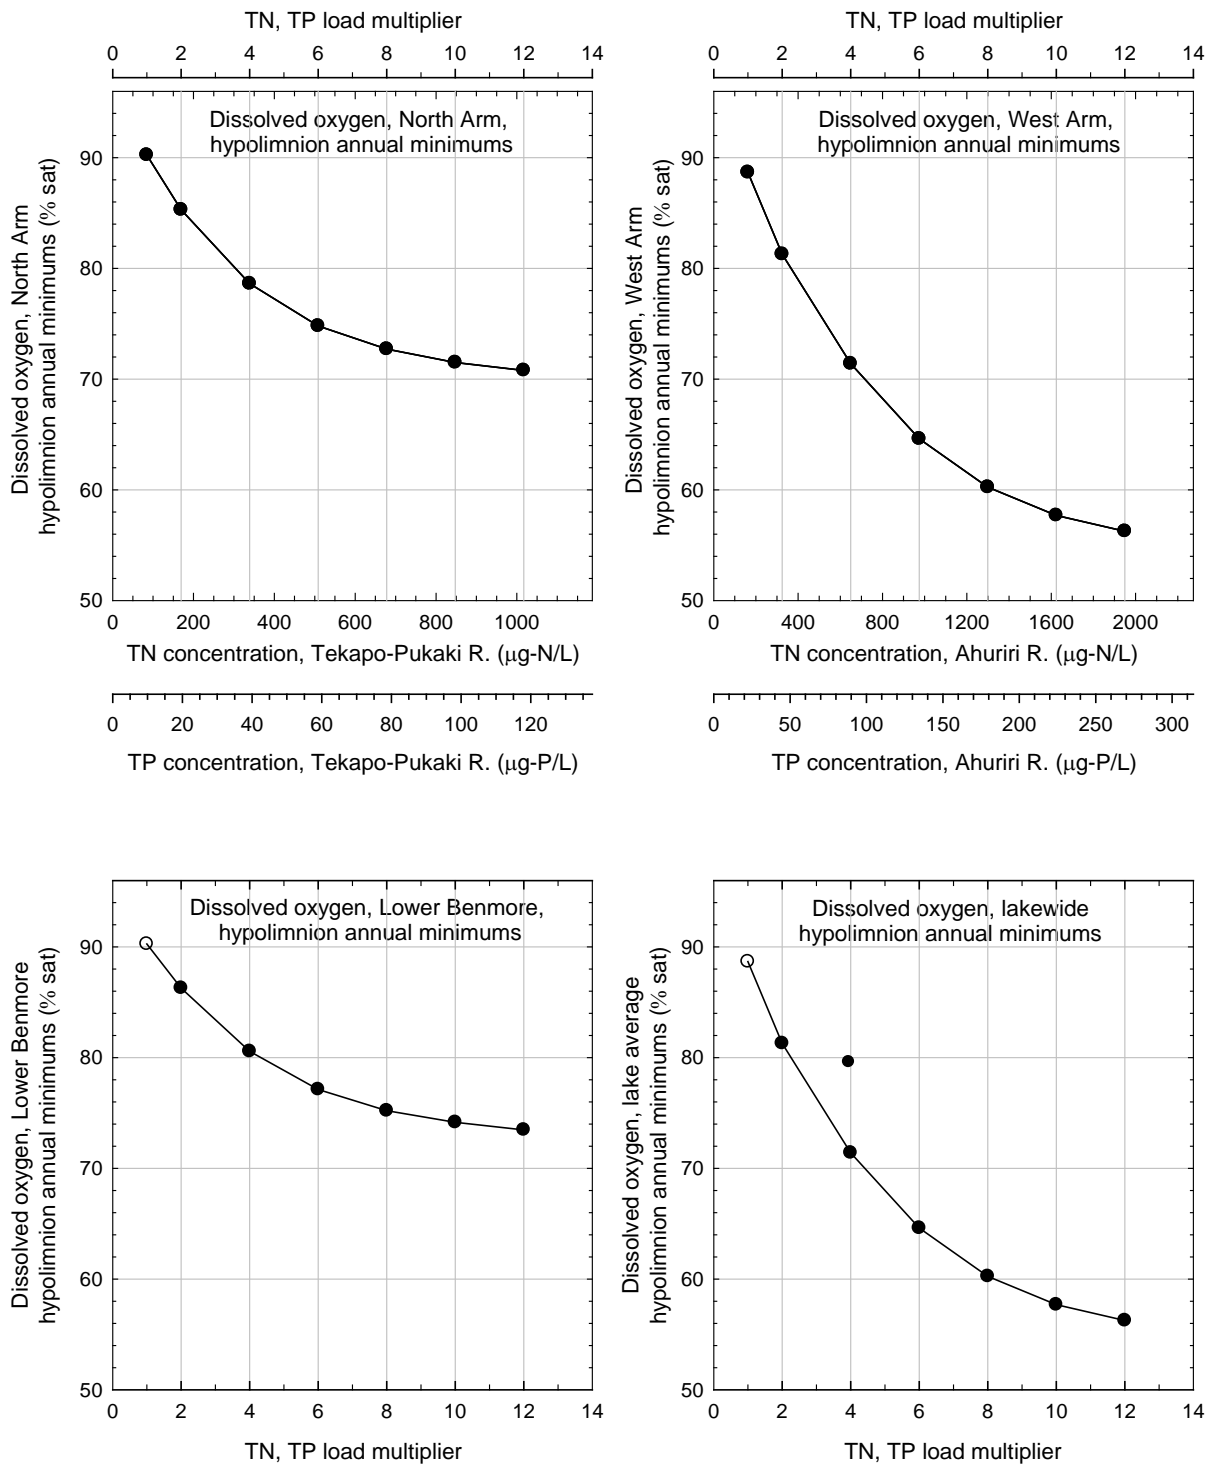 TN, TP load multiplier
0 2 4 6 8 10 12 14
Dissolved oxygen, North Arm,
hypolimnion annual minimums
Dissolved oxygen, North Arm
hypolimnion annual minimums (% sat)
90
80
70
60
50
0 200 400 600 800 1000
TN concentration, Tekapo-Pukaki R. (μg-N/L)
0 20 40 60 80 100 120
TP concentration, Tekapo-Pukaki R. (μg-P/L)
TN, TP load multiplier
0 2 4 6 8 10 12 14
Dissolved oxygen, West Arm,
hypolimnion annual minimums
Dissolved oxygen, West Arm
hypolimnion annual minimums (% sat)
90
80
70
60
50
0 400 800 1200 1600 2000
TN concentration, Ahuriri R. (μg-N/L)
0 50 100 150 200 250 300
TP concentration, Ahuriri R. (μg-P/L)
Dissolved oxygen, Lower Benmore,
hypolimnion annual minimums
Dissolved oxygen, Lower Benmore
hypolimnion annual minimums (% sat)
90
80
70
60
50
0 2 4 6 8 10 12 14
TN, TP load multiplier
Dissolved oxygen, lakewide
hypolimnion annual minimums
Dissolved oxygen, lake average
hypolimnion annual minimums (% sat)
90
80
70
60
50
0 2 4 6 8 10 12 14
TN, TP load multiplier